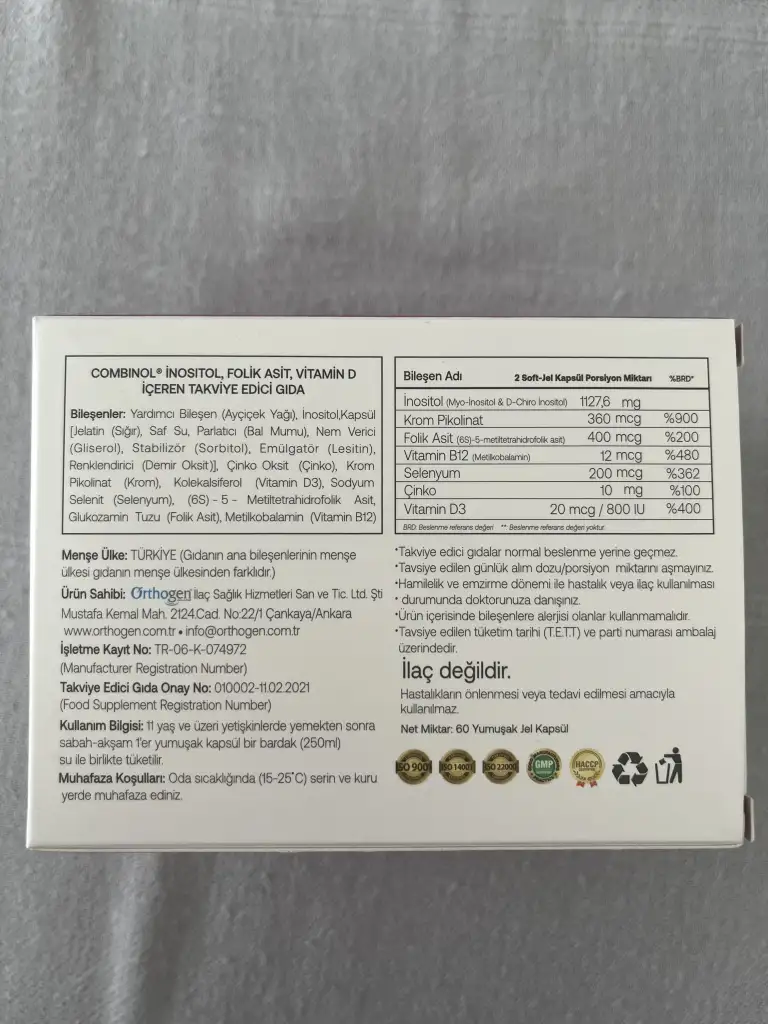 COMBINOL® İNOSITOL, FOLİK ASİT, VİTAMİN D
İÇEREN TAKVİYE EDİCİ GIDA
Bileşenler: Yardımcı Bileşen (Ayçiçek Yağı), İnositol,Kapsül
[Jelatin (Sığır), Saf Su, Parlatıcı (Bal Mumu), Nem Verici
(Gliserol), Stabilizör (Sorbitol), Emülgatör (Lesitin),
Renklendirici (Demir Oksit)], Çinko Oksit (Çinko), Krom
Pikolinat (Krom), Kolekalsiferol (Vitamin D3), Sodyum
Selenit (Selenyum), (6S) - 5 - Metiltetrahidrofolik Asit,
Glukozamin Tuzu (Folik Asit), Metilkobalamin (Vitamin B12)
Menşe Ülke: TÜRKİYE (Gıdanın ana bileşenlerinin menşe
ülkesi gıdanın menşe ülkesinden farklıdır.)
Ürün Sahibi: Orthogen İlaç Sağlık Hizmetleri San ve Tic. Ltd. Şti
Mustafa Kemal Mah. 2124.Cad. No:22/1 Çankaya/Ankara
www.orthogen.com.tr • info@orthogen.com.tr
İşletme Kayıt No: TR-06-K-074972
(Manufacturer Registration Number)
Takviye Edici Gıda Onay No: 010002-11.02.2021
(Food Supplement Registration Number)
Kullanım Bilgisi: 11 yaş ve üzeri yetişkinlerde yemekten sonra
sabah-akşam 1'er yumuşak kapsül bir bardak (250ml)
su ile birlikte tüketilir.
Muhafaza Koşulları: Oda sıcaklığında (15-25°C) serin ve kuru
yerde muhafaza ediniz.
Bileşen Adı 2 Soft-Jel Kapsül Porsiyon Miktarı %BRD*
İnositol (Myo-İnositol & D-Chiro İnositol) 1127,6 mg
Krom Pikolinat 360 mcg %900
Folik Asit (6S)-5-metiltetrahidrofolik asit) 400 mcg %200
Vitamin B12 (Metilkobalamin) 12 mcg %480
Selenyum 200 mcg %362
Çinko 10 mg %100
Vitamin D3 20 mcg / 800 IU %400
BRD: Beslenme referans değeri ** Beslenme referans değeri yoktur.
*Takviye edici gıdalar normal beslenme yerine geçmez.
*Tavsiye edilen günlük alım dozu/porsiyon miktarını aşmayınız.
*Hamilelik ve emzirme dönemi ile hastalık veya ilaç kullanılması
* durumunda doktorunuza danışınız.
*Ürün içerisinde bileşenlere alerjisi olanlar kullanmamalıdır.
*Tavsiye edilen tüketim tarihi (T.E.T.T) ve parti numarası ambalaj
üzerindedir.
İlaç değildir.
Hastalıkların önlenmesi veya tedavi edilmesi amacıyla
kullanılmaz.
Net Miktar: 60 Yumuşak Jel Kapsül
ISO 9001 ISO 14001 ISO 22000 GMP HACCP